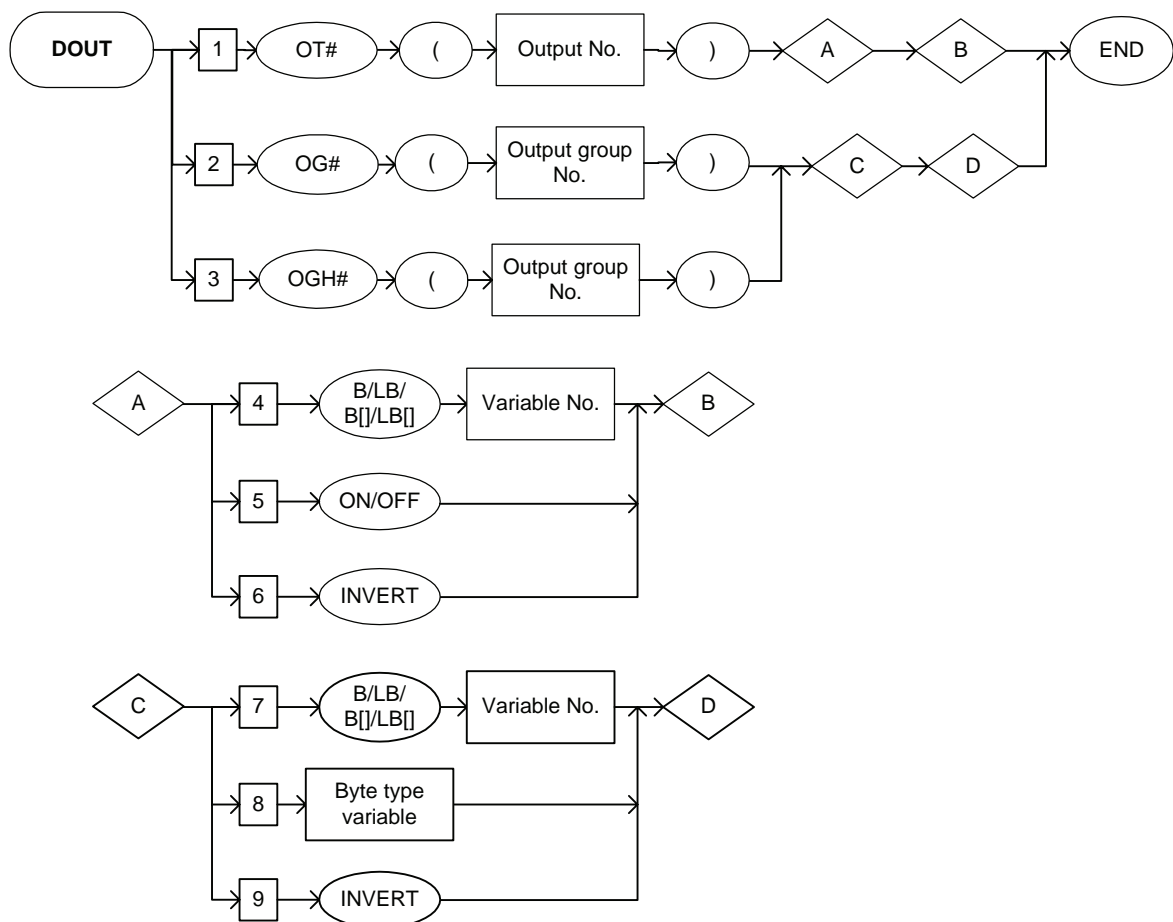 DOUT 1 OT# ( Output No. ) A B END
2 OG# ( Output group
No. ) C D
3 OGH# ( Output group
No. )
A 4 B/LB/
B[]/LB[] Variable No. B
5 ON/OFF
6 INVERT
C 7 B/LB/
B[]/LB[] Variable No. D
8 Byte type
variable
9 INVERT